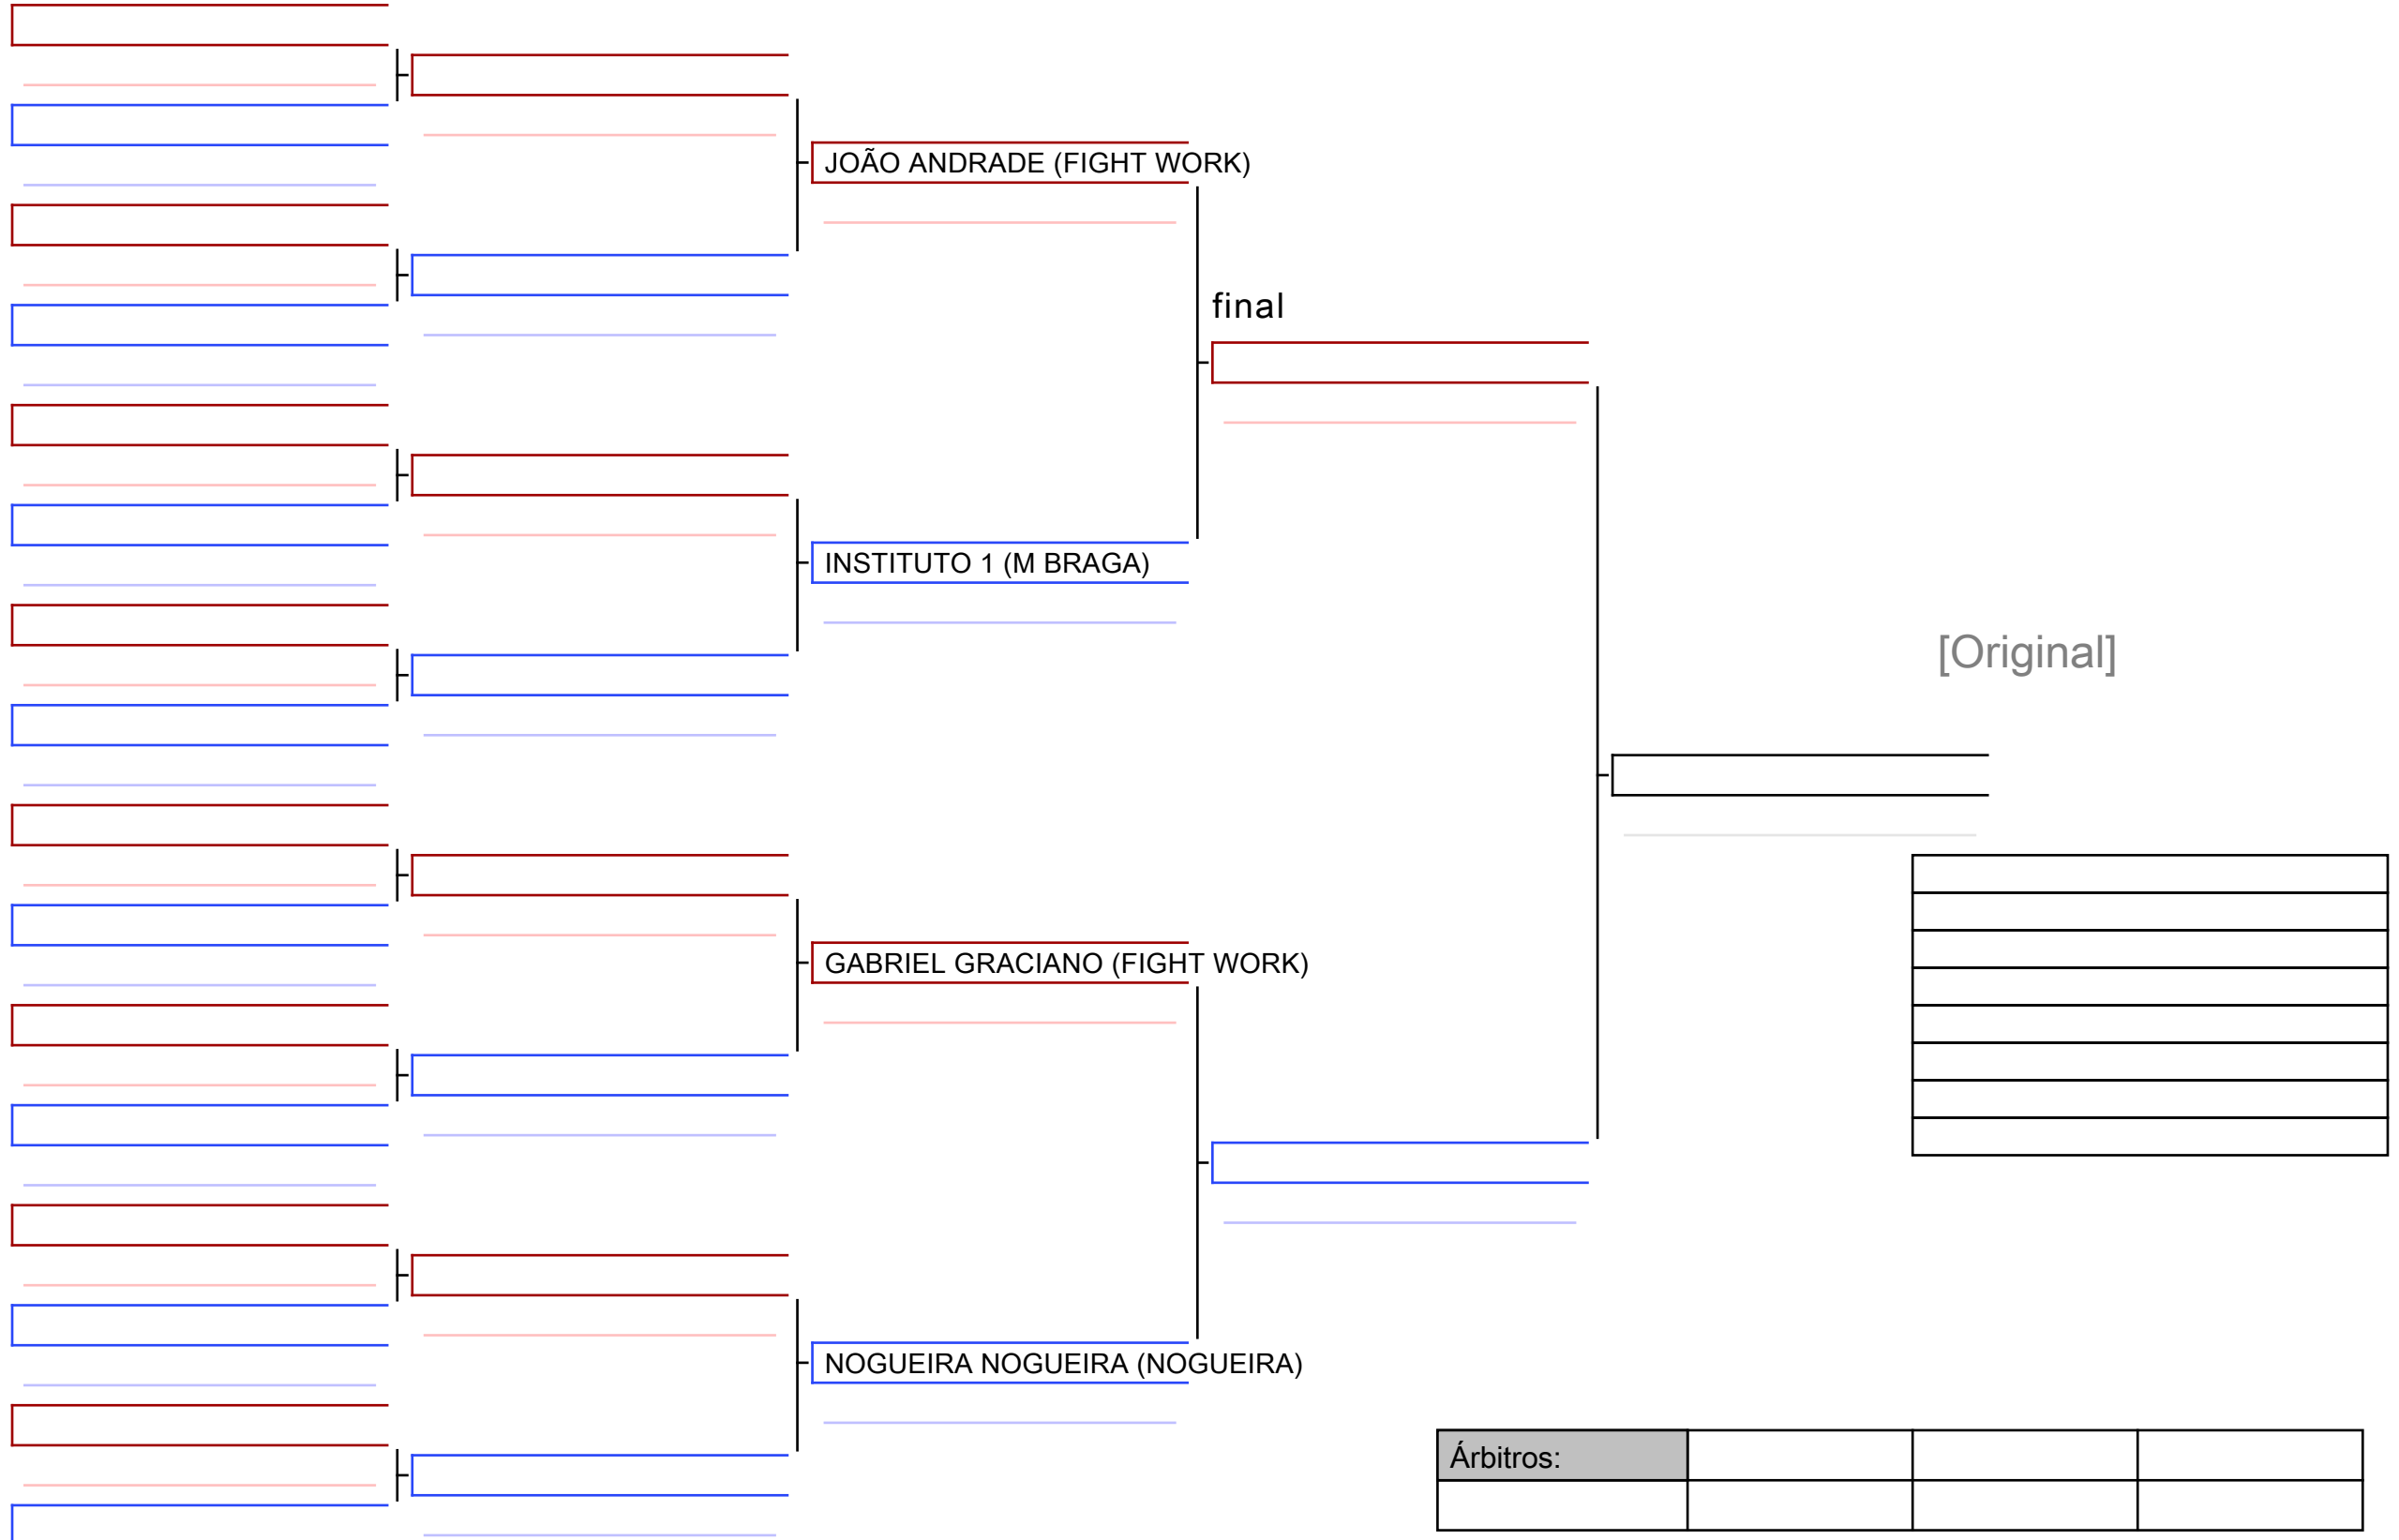 JOÃO ANDRADE (FIGHT WORK)
final
INSTITUTO 1 (M BRAGA)
[Original]
GABRIEL GRACIANO (FIGHT WORK)
NOGUEIRA NOGUEIRA (NOGUEIRA)
Árbitros: